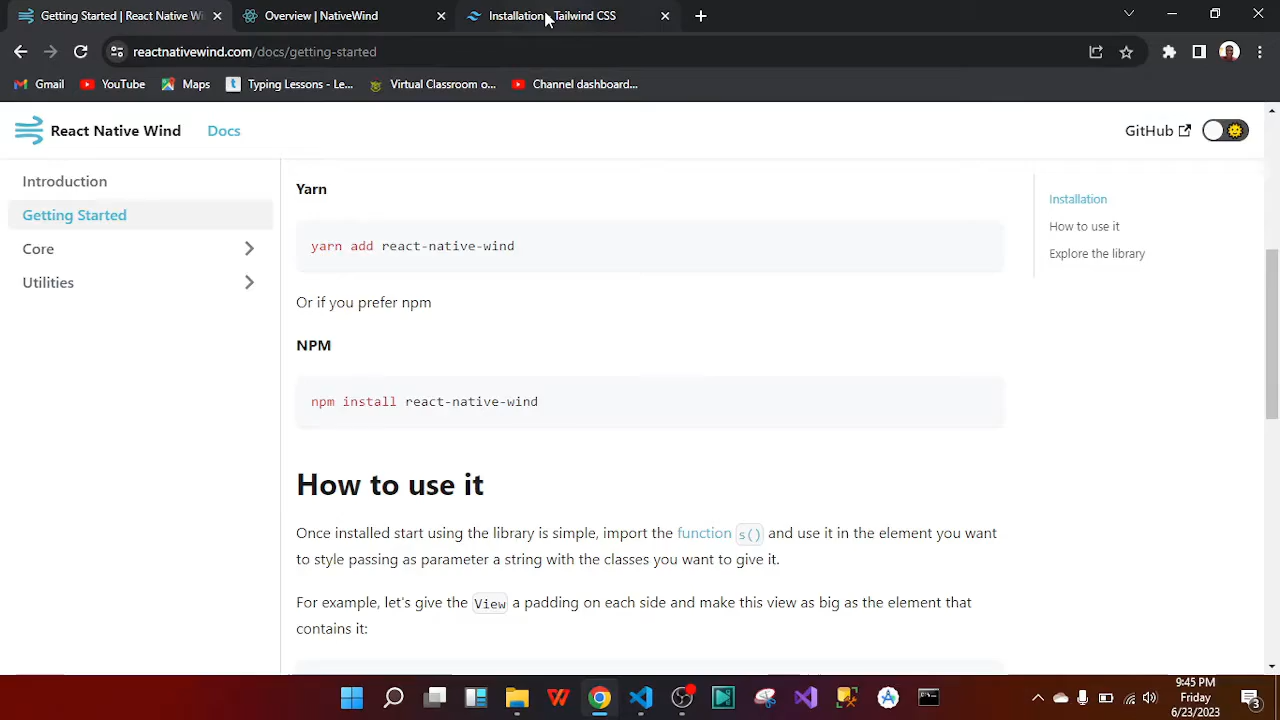 Getting Started | React Native Wi
Overview | NativeWind
Installation - Tailwind CSS
reactnativewind.com/docs/getting-started
Gmail
YouTube
Maps
Typing Lessons - Le...
Virtual Classroom o...
Channel dashboard...
React Native Wind
Docs
GitHub
Introduction
Getting Started
Core
Utilities
Yarn
yarn add react-native-wind
Or if you prefer npm
NPM
npm install react-native-wind
How to use it
Once installed start using the library is simple, import the function s() and use it in the element you want
to style passing as parameter a string with the classes you want to give it.
For example, let's give the View a padding on each side and make this view as big as the element that
contains it:
Installation
How to use it
Explore the library
9:45 PM
Friday
6/23/2023
3